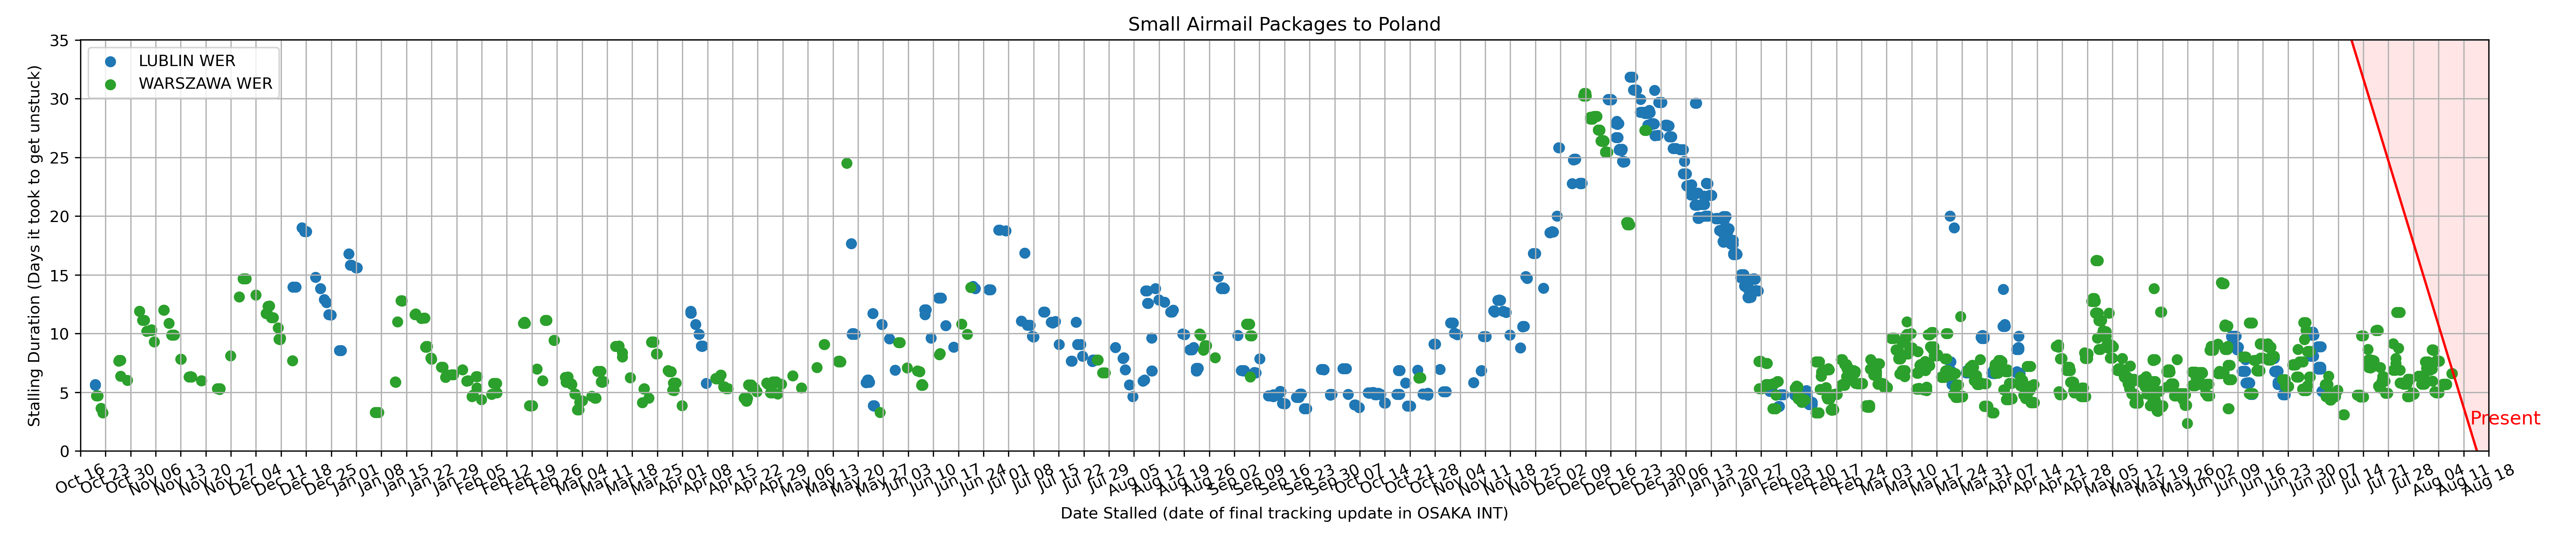 Small Airmail Packages to Poland
LUBLIN WER
WARSZAWA WER
Stalling Duration (Days it took to get unstuck)
35
30
25
20
15
10
5
0
Present
Oct 16
Oct 23
Oct 30
Nov 06
Nov 13
Nov 20
Nov 27
Dec 04
Dec 11
Dec 18
Dec 25
Jan 01
Jan 08
Jan 15
Jan 22
Jan 29
Feb 05
Feb 12
Feb 19
Feb 26
Mar 04
Mar 11
Mar 18
Mar 25
Apr 01
Apr 08
Apr 15
Apr 22
Apr 29
May 06
May 13
May 20
May 27
Jun 03
Jun 10
Jun 17
Jun 24
Jul 01
Jul 08
Jul 15
Jul 22
Jul 29
Aug 05
Aug 12
Aug 19
Aug 26
Sep 02
Sep 09
Sep 16
Sep 23
Sep 30
Oct 07
Oct 14
Oct 21
Oct 28
Nov 04
Nov 11
Nov 18
Nov 25
Dec 02
Dec 09
Dec 16
Dec 23
Dec 30
Jan 06
Jan 13
Jan 20
Jan 27
Feb 03
Feb 10
Feb 17
Feb 24
Mar 03
Mar 10
Mar 17
Mar 24
Mar 31
Apr 07
Apr 14
Apr 21
Apr 28
May 05
May 12
May 19
May 26
Jun 02
Jun 09
Jun 16
Jun 23
Jun 30
Jul 07
Jul 14
Jul 21
Jul 28
Aug 04
Aug 11
Aug 18
Date Stalled (date of final tracking update in OSAKA INT)